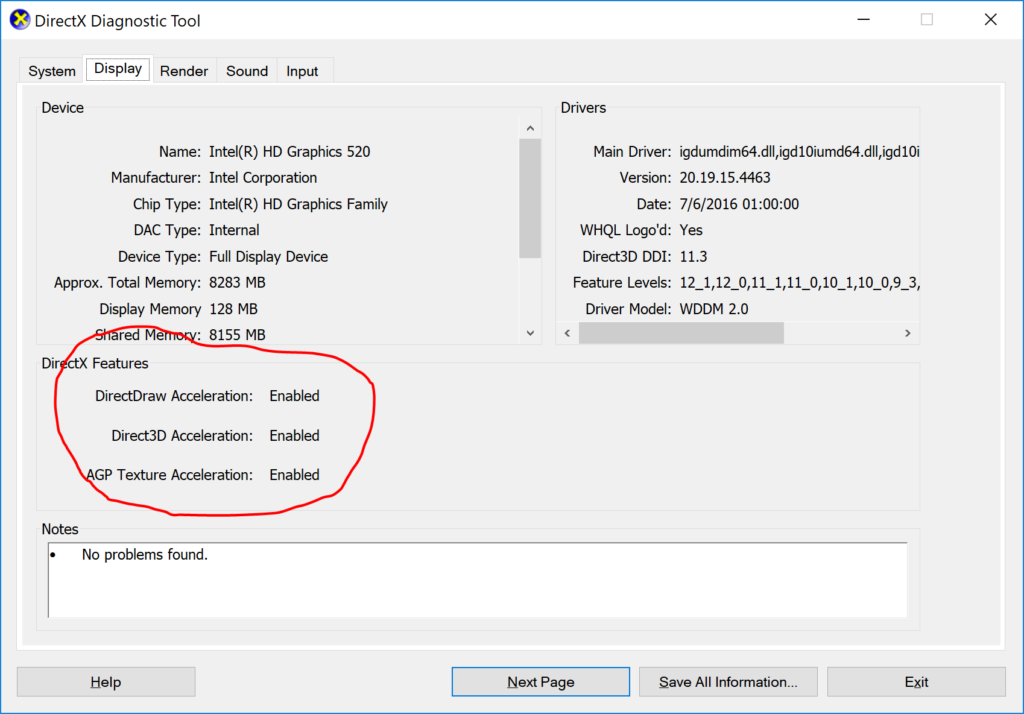 DirectX Diagnostic Tool
System Display Render Sound Input
Device
Name: Intel(R) HD Graphics 520
Manufacturer: Intel Corporation
Chip Type: Intel(R) HD Graphics Family
DAC Type: Internal
Device Type: Full Display Device
Approx. Total Memory: 8283 MB
Display Memory 128 MB
Shared Memory: 8155 MB
Drivers
Main Driver: igdumdim64.dll,igd10iumd64.dll,igd10i
Version: 20.19.15.4463
Date: 7/6/2016 01:00:00
WHQL Logo'd: Yes
Direct3D DDI: 11.3
Feature Levels: 12_1,12_0,11_1,11_0,10_1,10_0,9_3,
Driver Model: WDDM 2.0
DirectX Features
DirectDraw Acceleration: Enabled
Direct3D Acceleration: Enabled
AGP Texture Acceleration: Enabled
Notes
• No problems found.
Help Next Page Save All Information... Exit